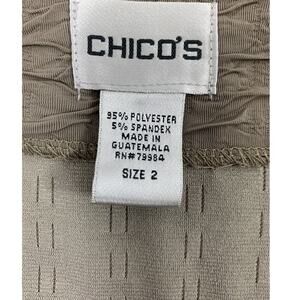 CHICO'S
95% POLYESTER
5% SPANDEX
MADE IN
GUATEMALA
RN#79984
SIZE 2